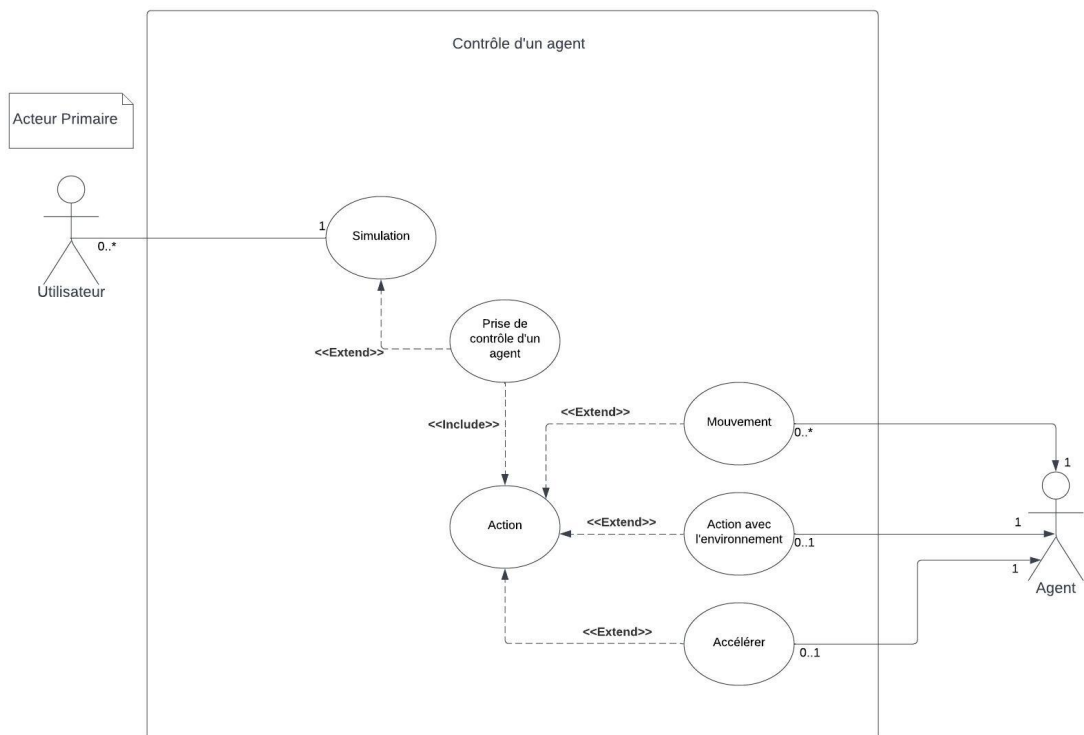 Contrôle d'un agent
Acteur Primaire
Utilisateur
0..*
1
Simulation
<<Extend>>
Prise de
contrôle d'un
agent
<<Include>>
<<Extend>>
Mouvement
0..*
1
Action
<<Extend>>
Action avec
l'environnement
0..1
1
Agent
<<Extend>>
Accélérer
0..1
1